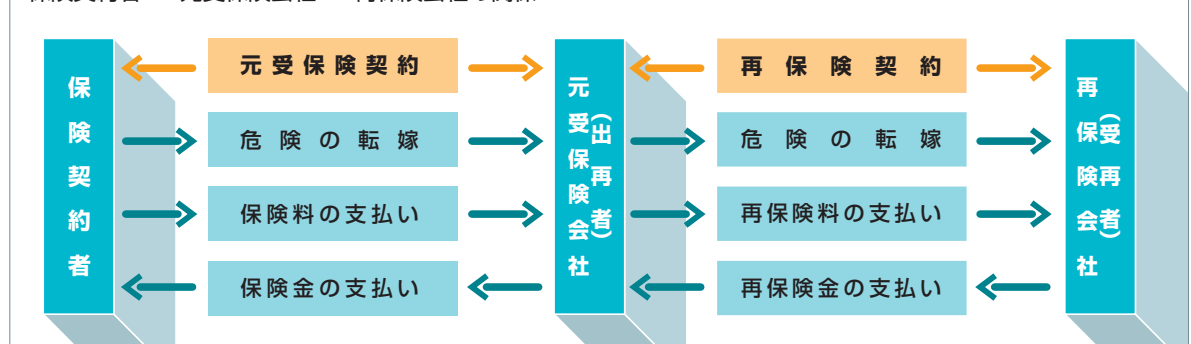 保険契約者
元受保険契約
危険の転嫁
保険料の支払い
保険金の支払い
元受保険会社
（出再者）
再保険契約
危険の転嫁
再保険料の支払い
再保険金の支払い
再保険会社
（受再者）